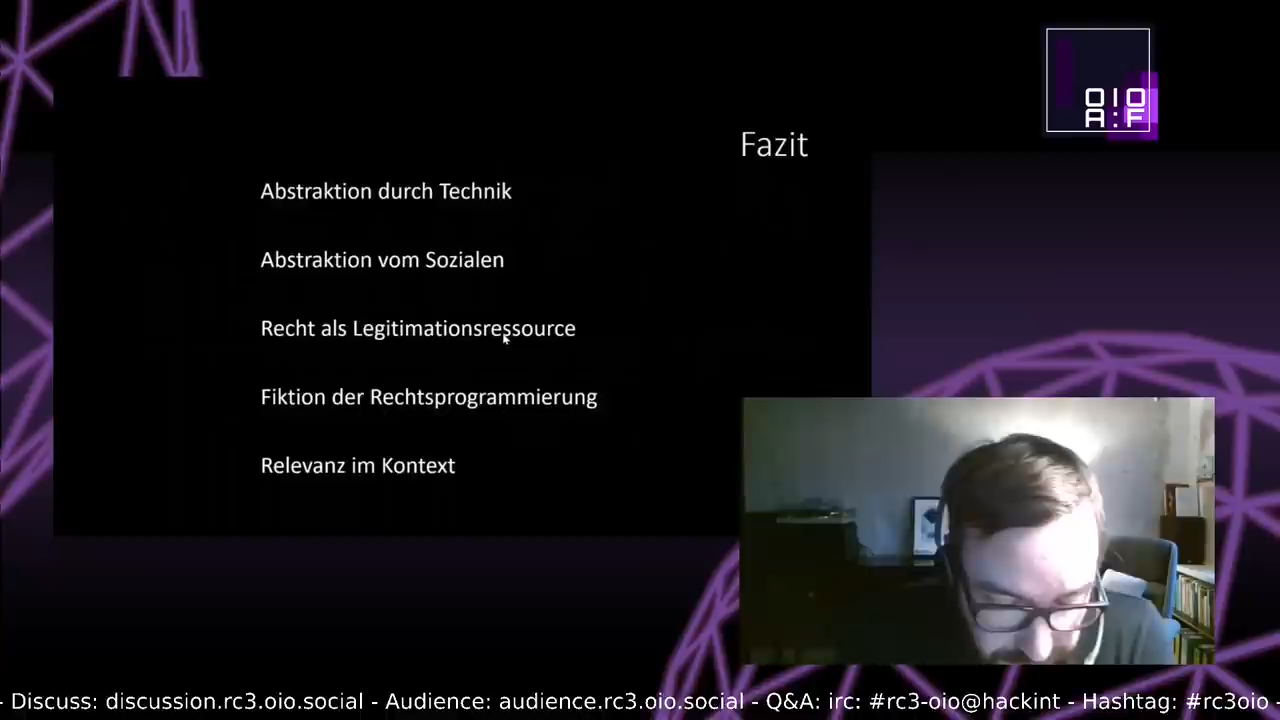 OIO
A:F
Fazit
Abstraktion durch Technik
Abstraktion vom Sozialen
Recht als Legitimationsressource
Fiktion der Rechtsprogrammierung
Relevanz im Kontext
- Discuss: discussion.rc3.oio.social - Audience: audience.rc3.oio.social - Q&A: irc: #rc3-oio@hackint - Hashtag: #rc3oio